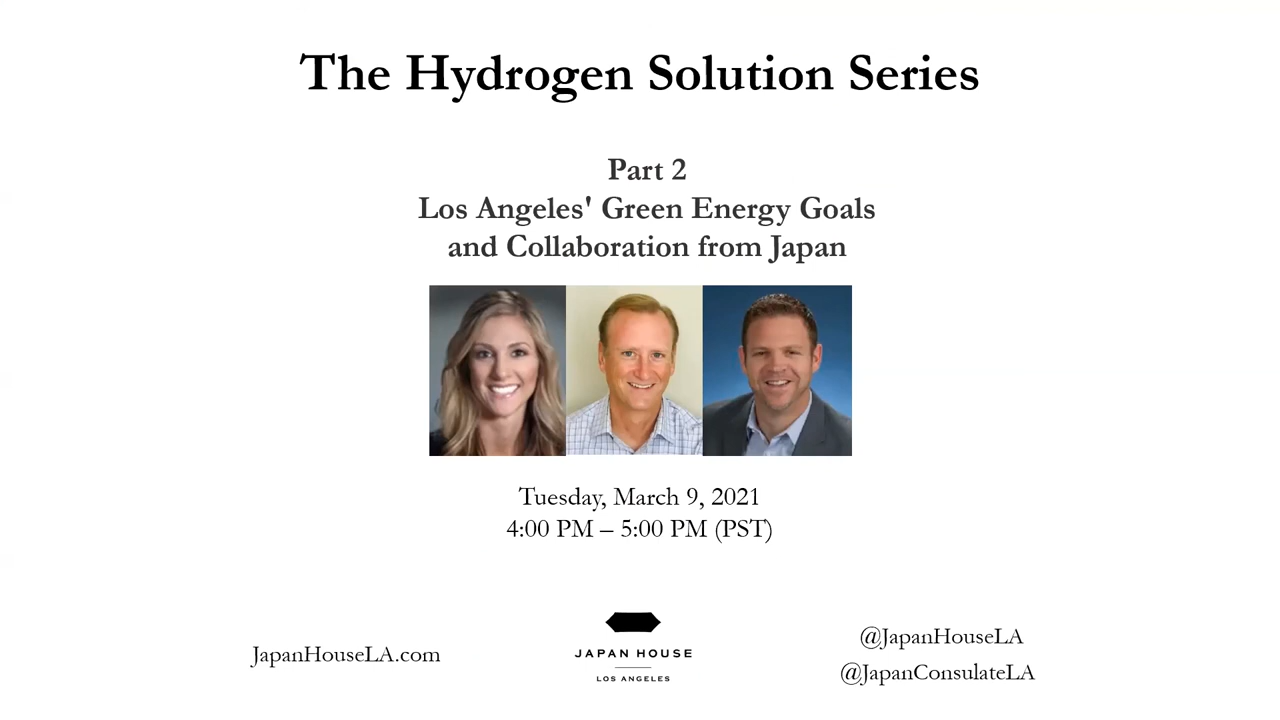 The Hydrogen Solution Series
Part 2
Los Angeles' Green Energy Goals
and Collaboration from Japan
Tuesday, March 9, 2021
4:00 PM – 5:00 PM (PST)
JapanHouseLA.com
JAPAN HOUSE
LOS ANGELES
@JapanHouseLA
@JapanConsulateLA